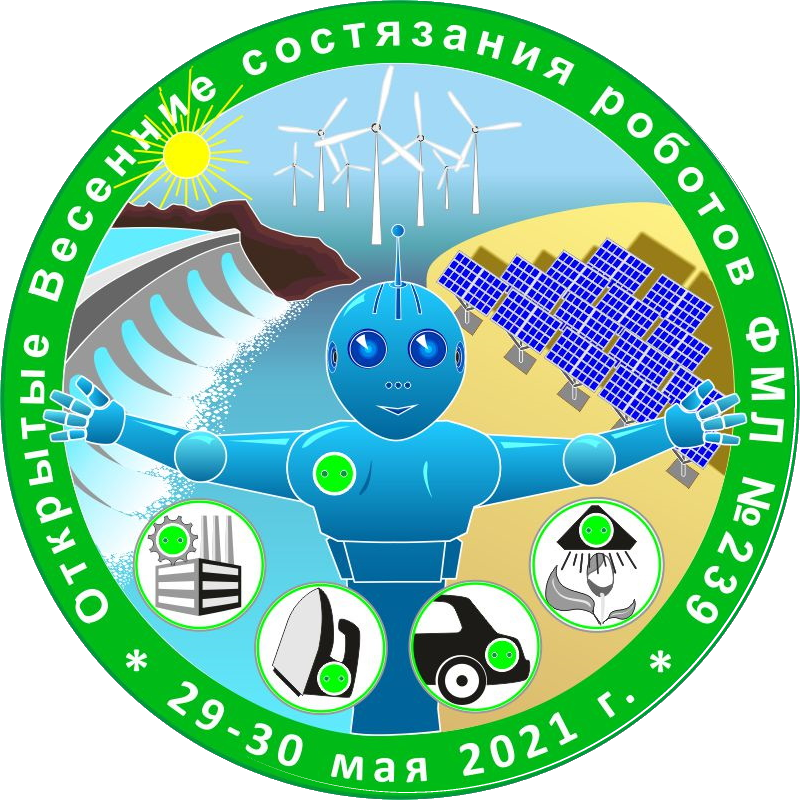 Открытые Весенние состязания роботов ФМЛ №239
* 29-30 мая 2021 г. *